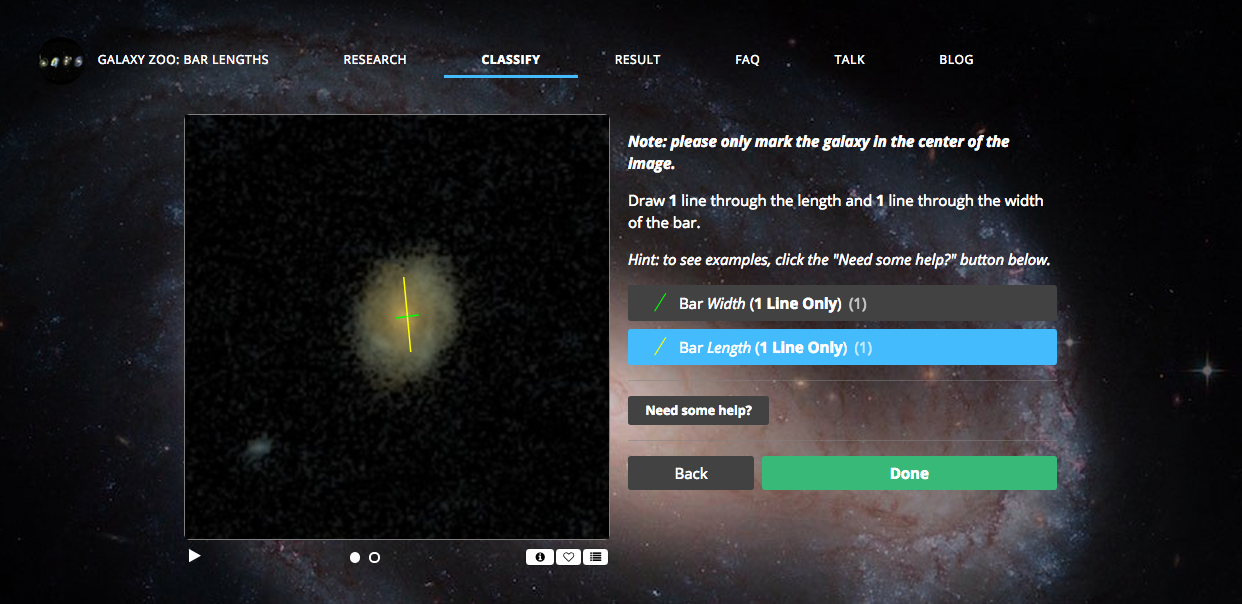 bars
GALAXY ZOO: BAR LENGTHS
RESEARCH
CLASSIFY
RESULT
FAQ
TALK
BLOG
Note: please only mark the galaxy in the center of the
image.
Draw 1 line through the length and 1 line through the width
of the bar.
Hint: to see examples, click the "Need some help?" button below.
Bar Width (1 Line Only) (1)
Bar Length (1 Line Only) (1)
Need some help?
Back
Done